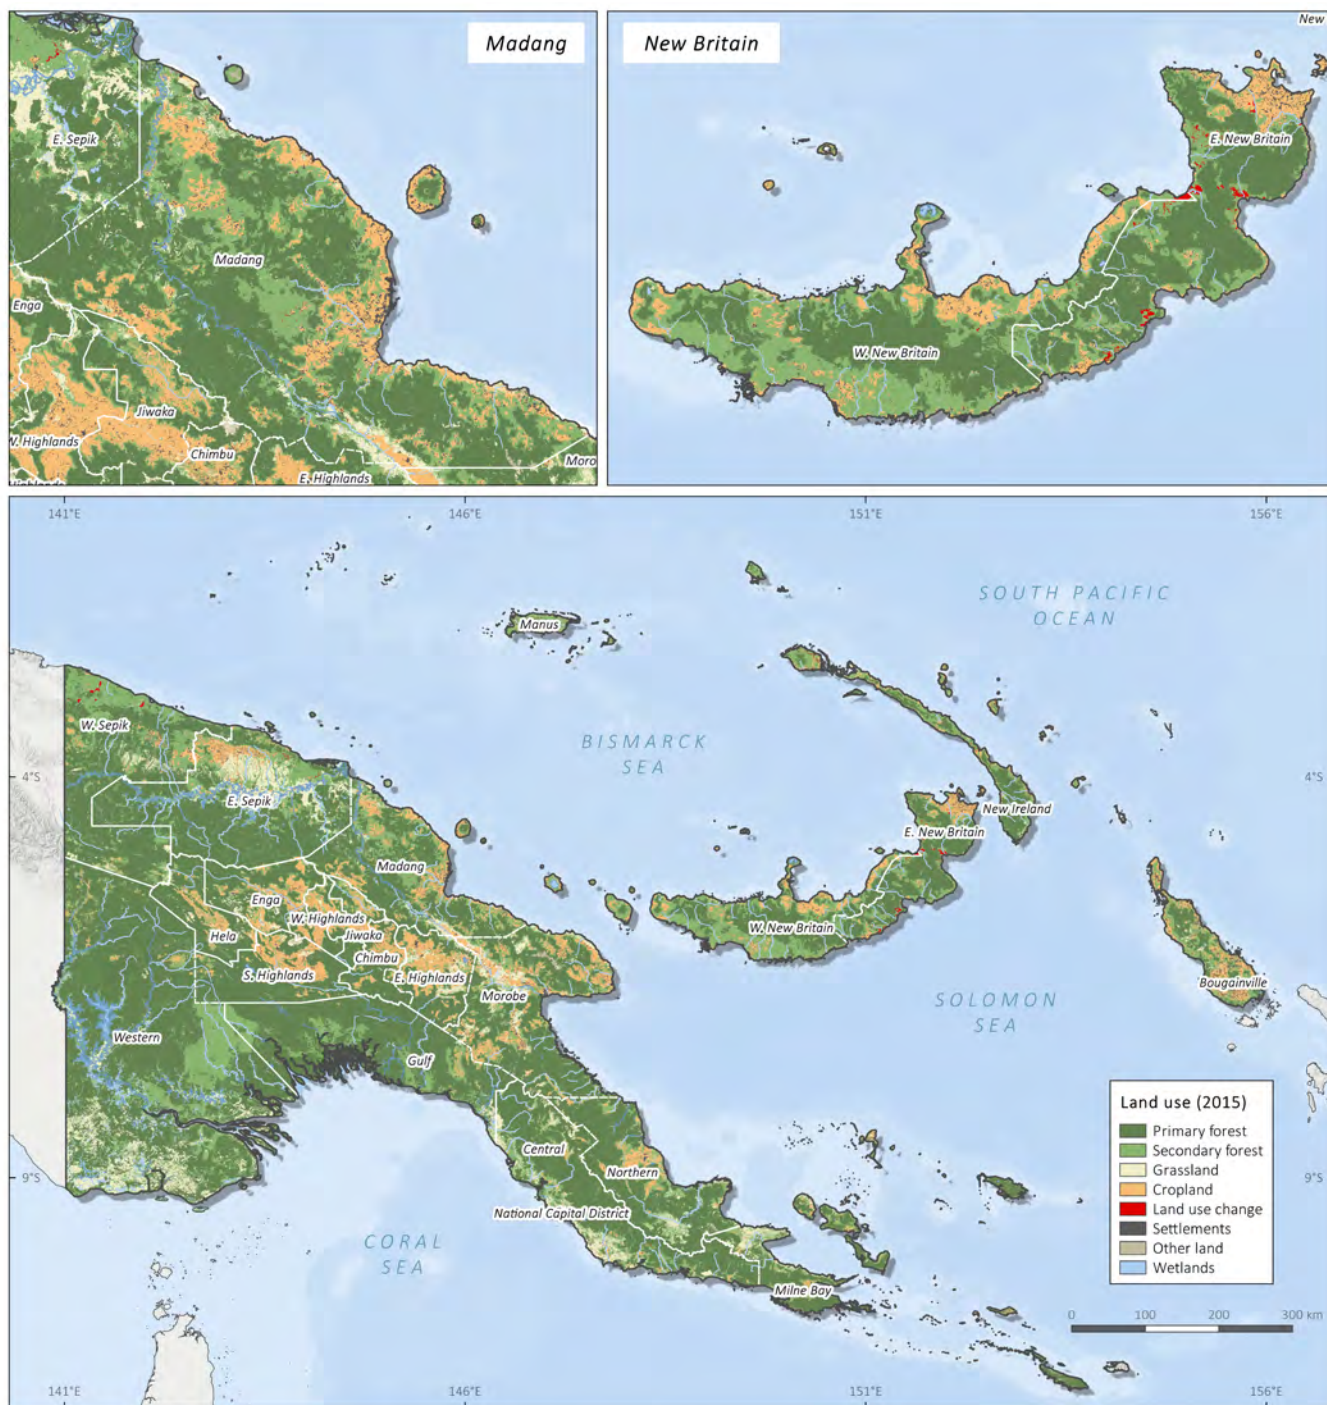 Madang
E. Sepik
Madang
Enga
Jiwaka
W. Highlands
Chimbu
E. Highlands
Moro
New Britain
New
E. New Britain
W. New Britain
141°E
146°E
151°E
156°E
SOUTH PACIFIC
OCEAN
Manus
W. Sepik
BISMARCK
SEA
4°S
4°S
E. Sepik
New Ireland
E. New Britain
Madang
Enga
W. Highlands
W. New Britain
Hela
Jiwaka
Chimbu
S. Highlands
E. Highlands
Morobe
Bougainville
SOLOMON
SEA
Western
Gulf
Central
Northern
9°S
9°S
National Capital District
CORAL
SEA
Milne Bay
Land use (2015)
Primary forest
Secondary forest
Grassland
Cropland
Land use change
Settlements
Other land
Wetlands
0 100 200 300 km
141°E
146°E
151°E
156°E